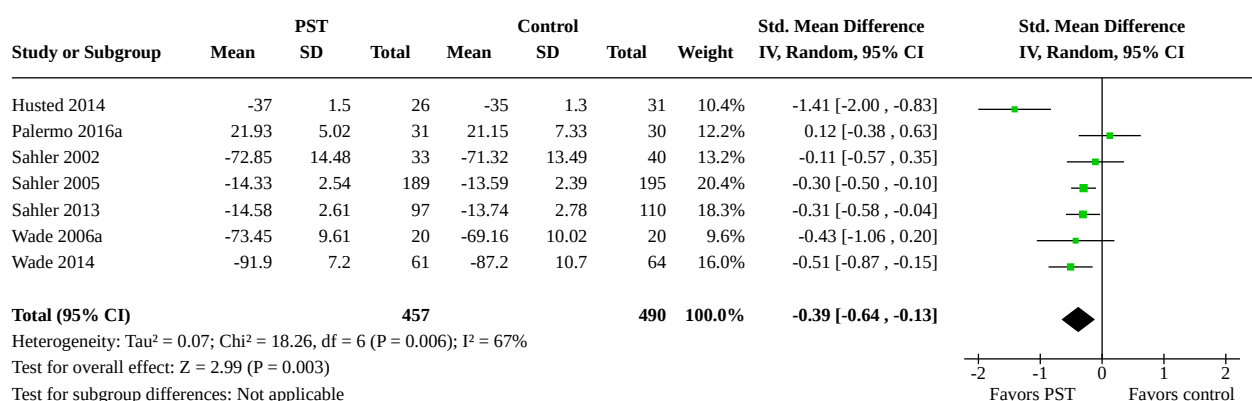 PST Control Std. Mean Difference Std. Mean Difference
Study or Subgroup Mean SD Total Mean SD Total Weight IV, Random, 95% CI IV, Random, 95% CI
Husted 2014 -37 1.5 26 -35 1.3 31 10.4% -1.41 [-2.00 , -0.83]
Palermo 2016a 21.93 5.02 31 21.15 7.33 30 12.2% 0.12 [-0.38 , 0.63]
Sahler 2002 -72.85 14.48 33 -71.32 13.49 40 13.2% -0.11 [-0.57 , 0.35]
Sahler 2005 -14.33 2.54 189 -13.59 2.39 195 20.4% -0.30 [-0.50 , -0.10]
Sahler 2013 -14.58 2.61 97 -13.74 2.78 110 18.3% -0.31 [-0.58 , -0.04]
Wade 2006a -73.45 9.61 20 -69.16 10.02 20 9.6% -0.43 [-1.06 , 0.20]
Wade 2014 -91.9 7.2 61 -87.2 10.7 64 16.0% -0.51 [-0.87 , -0.15]
Total (95% CI) 457 490 100.0% -0.39 [-0.64 , -0.13]
Heterogeneity: Tau² = 0.07; Chi² = 18.26, df = 6 (P = 0.006); I² = 67%
Test for overall effect: Z = 2.99 (P = 0.003)
-2 -1 0 1 2
Test for subgroup differences: Not applicable Favors PST Favors control